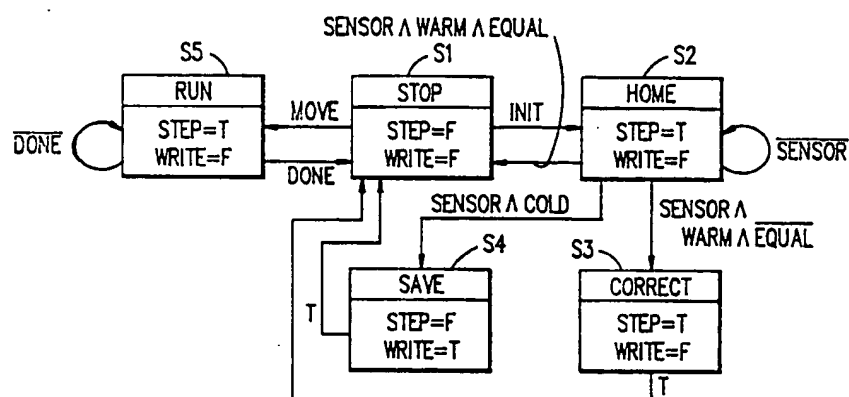 SENSOR Λ WARM Λ EQUAL
S5
S1
S2
RUN
STOP
HOME
STEP=T
WRITE=F
MOVE
STEP=F
WRITE=F
INIT
STEP=T
WRITE=F
DONE
DONE
SENSOR
SENSOR Λ COLD
SENSOR Λ
WARM Λ EQUAL
S4
S3
SAVE
CORRECT
T
STEP=F
WRITE=T
STEP=T
WRITE=F
T